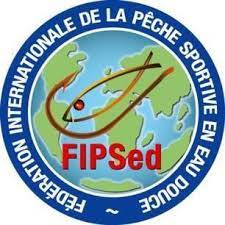 FÉDÉRATION INTERNATIONALE DE LA PÊCHE SPORTIVE EN EAU DOUCE ~
FIPSed